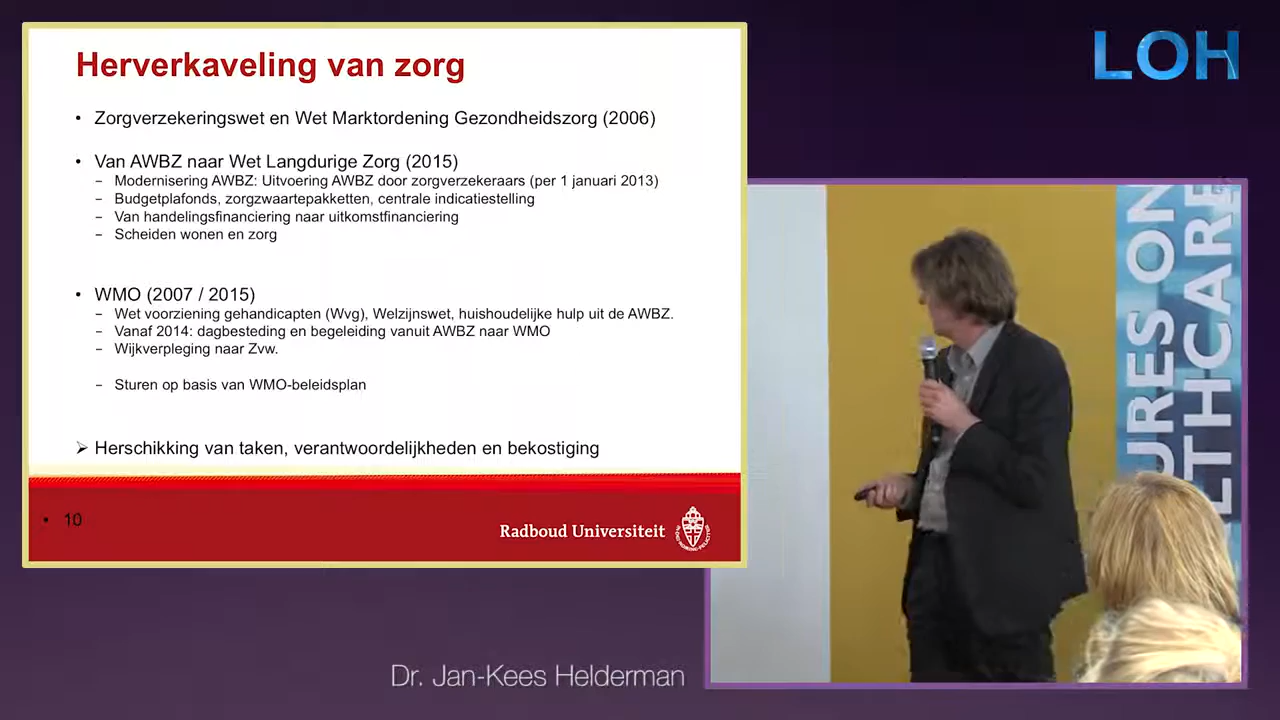 Herverkaveling van zorg
• Zorgverzekeringswet en Wet Marktordening Gezondheidszorg (2006)
• Van AWBZ naar Wet Langdurige Zorg (2015)
– Modernisering AWBZ: Uitvoering AWBZ door zorgverzekeraars (per 1 januari 2013)
– Budgetplafonds, zorgzwaartepakketten, centrale indicatiestelling
– Van handelingsfinanciering naar uitkomstfinanciering
– Scheiden wonen en zorg
• WMO (2007 / 2015)
– Wet voorziening gehandicapten (Wvg), Welzijnswet, huishoudelijke hulp uit de AWBZ.
– Vanaf 2014: dagbesteding en begeleiding vanuit AWBZ naar WMO
– Wijkverpleging naar Zvw.
– Sturen op basis van WMO-beleidsplan
➢ Herschikking van taken, verantwoordelijkheden en bekostiging
• 10
Radboud Universiteit
LOH
URES ON
LTHCARE
Dr. Jan-Kees Helderman